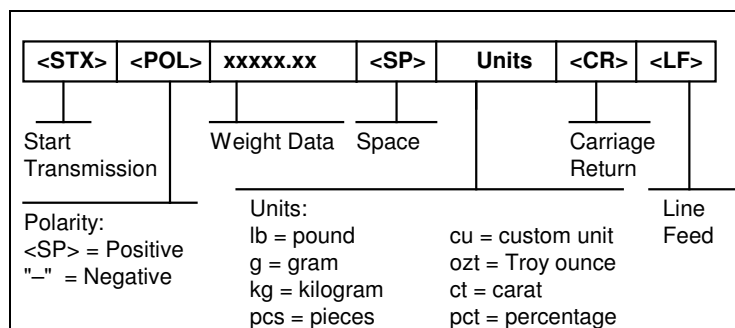 <STX> <POL> xxxxx.xx <SP> Units <CR> <LF>
Start Transmission
Weight Data
Space
Carriage Return
Polarity:
<SP> = Positive
"–" = Negative
Units:
lb = pound
g = gram
kg = kilogram
pcs = pieces
cu = custom unit
ozt = Troy ounce
ct = carat
pct = percentage
Line
Feed